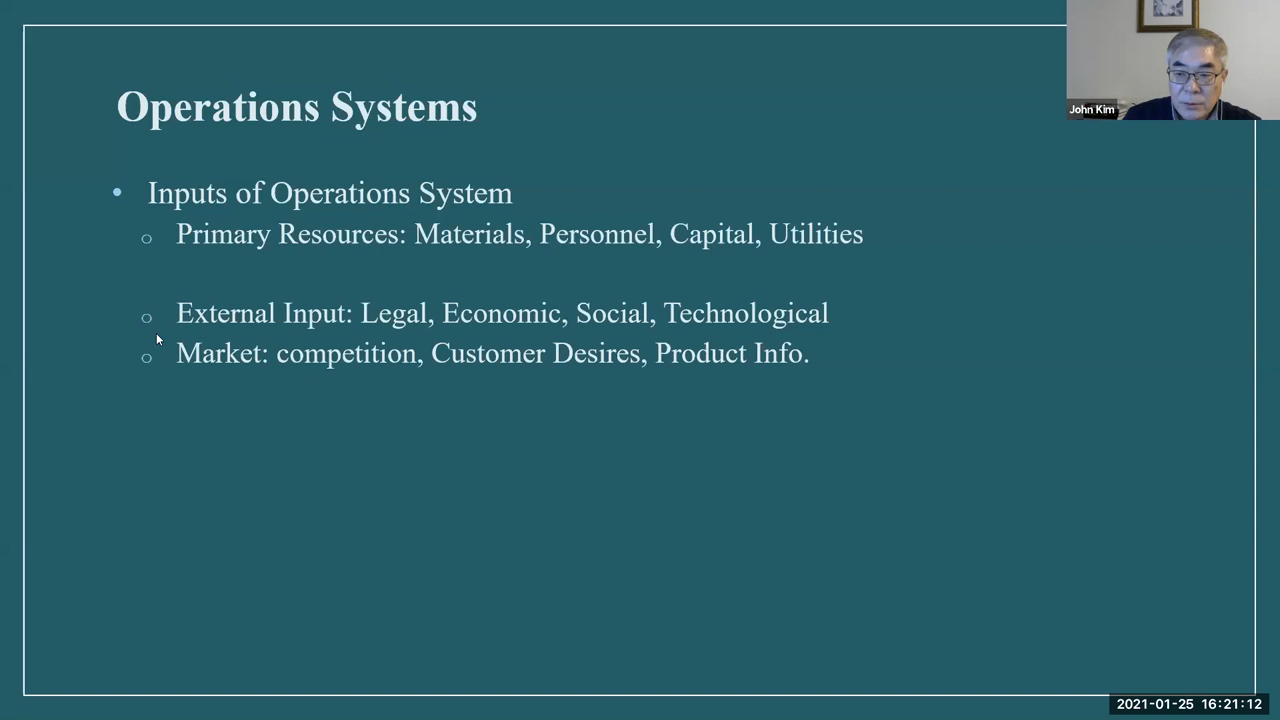 Operations Systems
• Inputs of Operations System
o Primary Resources: Materials, Personnel, Capital, Utilities
o External Input: Legal, Economic, Social, Technological
o Market: competition, Customer Desires, Product Info.
John Kim
2021-01-25 16:21:12